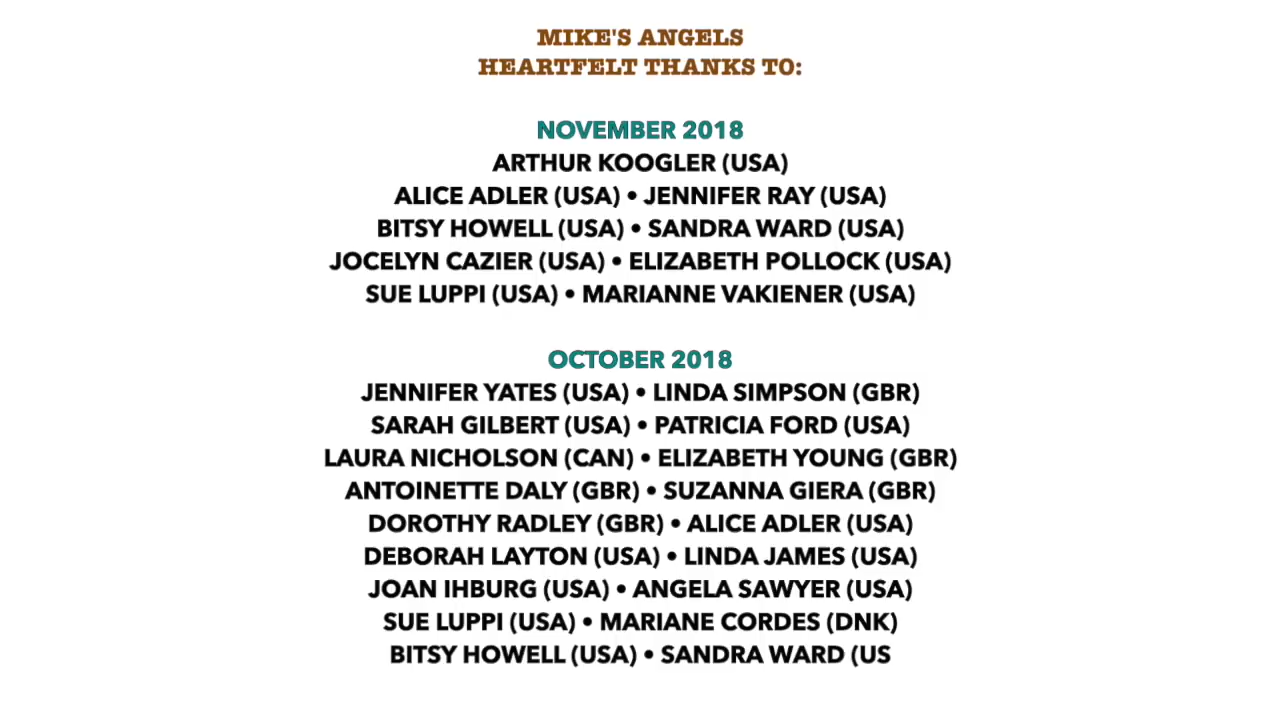 MIKE'S ANGELS
HEARTFELT THANKS TO:
NOVEMBER 2018
ARTHUR KOOGLER (USA)
ALICE ADLER (USA) • JENNIFER RAY (USA)
BITSY HOWELL (USA) • SANDRA WARD (USA)
JOCELYN CAZIER (USA) • ELIZABETH POLLOCK (USA)
SUE LUPPI (USA) • MARIANNE VAKIENER (USA)
OCTOBER 2018
JENNIFER YATES (USA) • LINDA SIMPSON (GBR)
SARAH GILBERT (USA) • PATRICIA FORD (USA)
LAURA NICHOLSON (CAN) • ELIZABETH YOUNG (GBR)
ANTOINETTE DALY (GBR) • SUZANNA GIERA (GBR)
DOROTHY RADLEY (GBR) • ALICE ADLER (USA)
DEBORAH LAYTON (USA) • LINDA JAMES (USA)
JOAN IHBURG (USA) • ANGELA SAWYER (USA)
SUE LUPPI (USA) • MARIANE CORDES (DNK)
BITSY HOWELL (USA) • SANDRA WARD (US